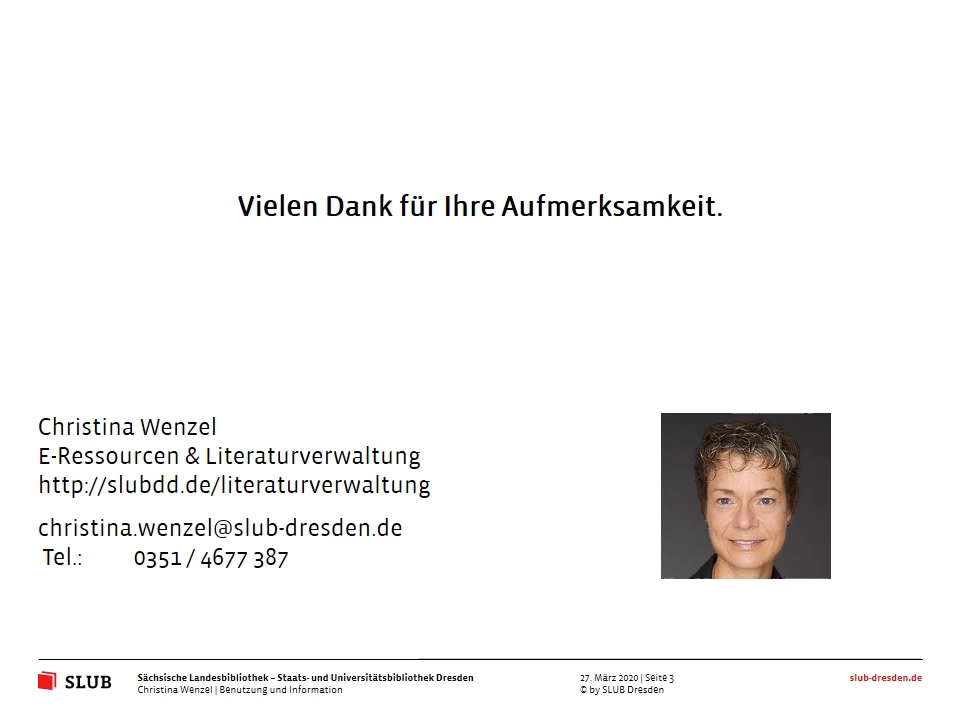 Vielen Dank für Ihre Aufmerksamkeit.
Christina Wenzel
E-Ressourcen & Literaturverwaltung
http://slubdd.de/literaturverwaltung
christina.wenzel@slub-dresden.de
Tel.: 0351 / 4677 387
SLUB
Sächsische Landesbibliothek – Staats- und Universitätsbibliothek Dresden
Christina Wenzel | Benutzung und Information
27. März 2020 | Seite 3
© by SLUB Dresden
slub-dresden.de